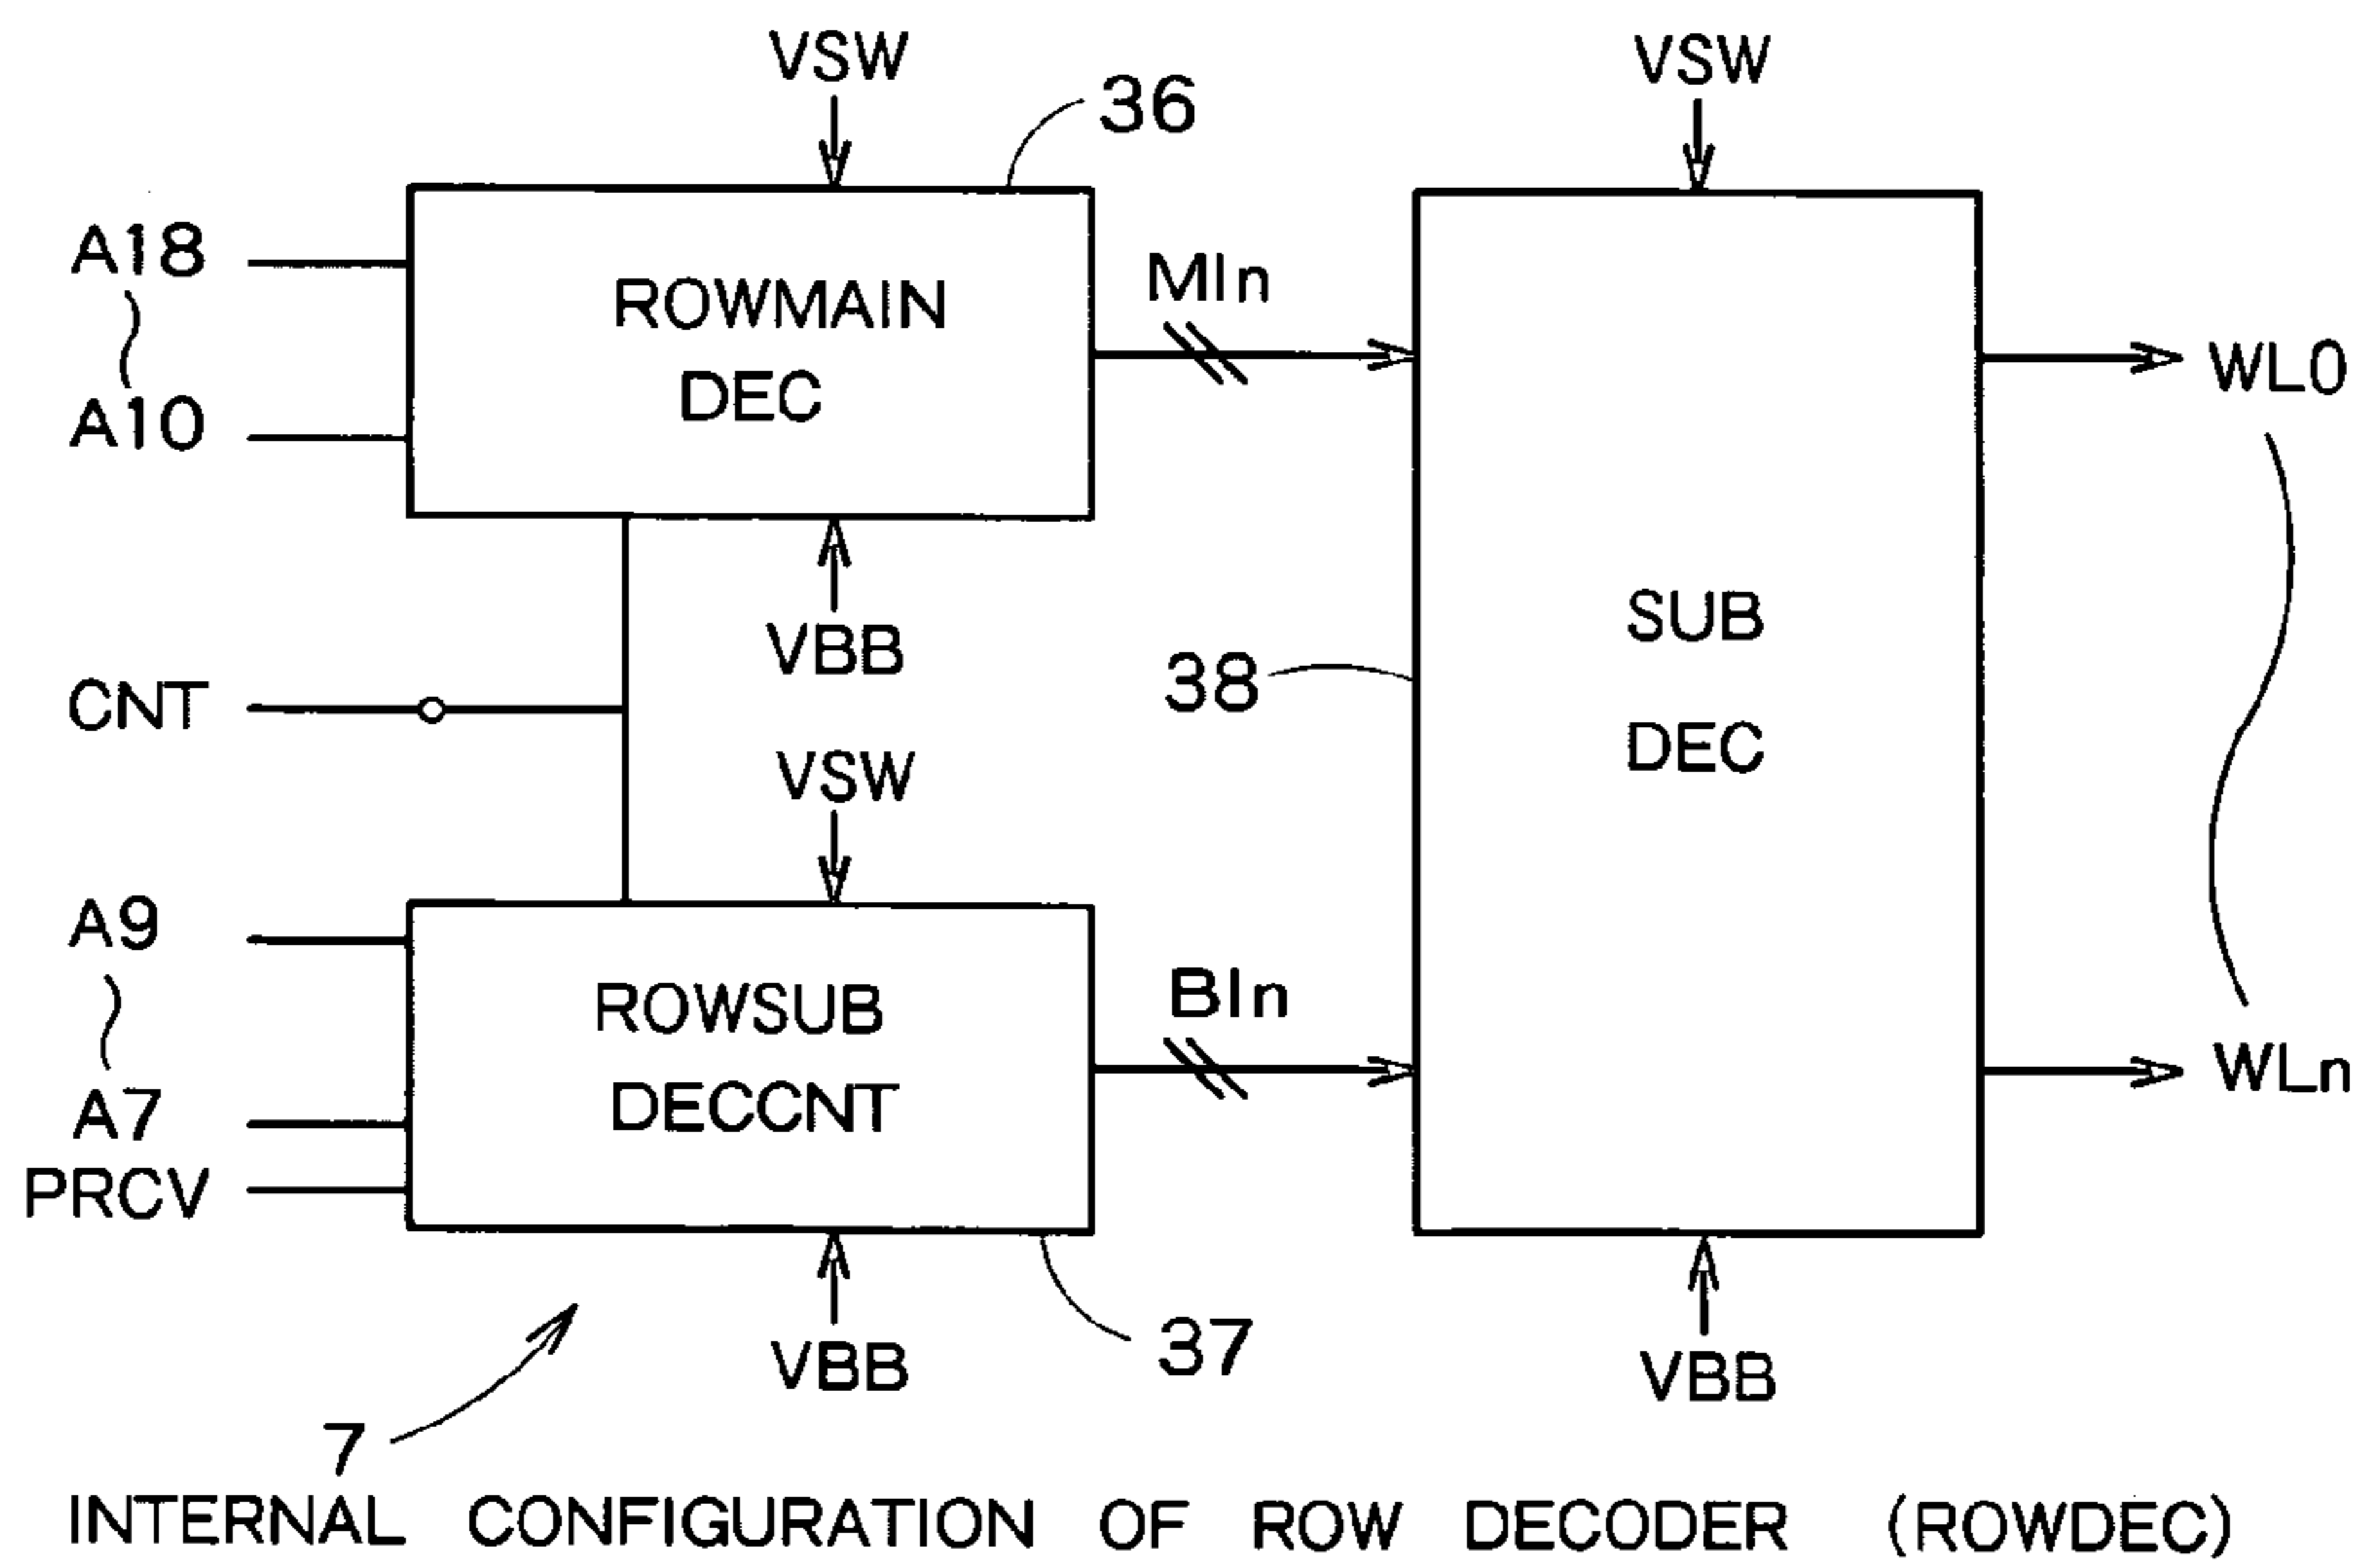 VSW
VSW
36
A18
ROWMAIN
DEC
MIn
A10
WL0
VBB
SUB
DEC
38
CNT
VSW
A9
ROWSUB
DECCNT
BIn
A7
PRCV
WLn
37
VBB
VBB
7
INTERNAL CONFIGURATION OF ROW DECODER (ROWDEC)